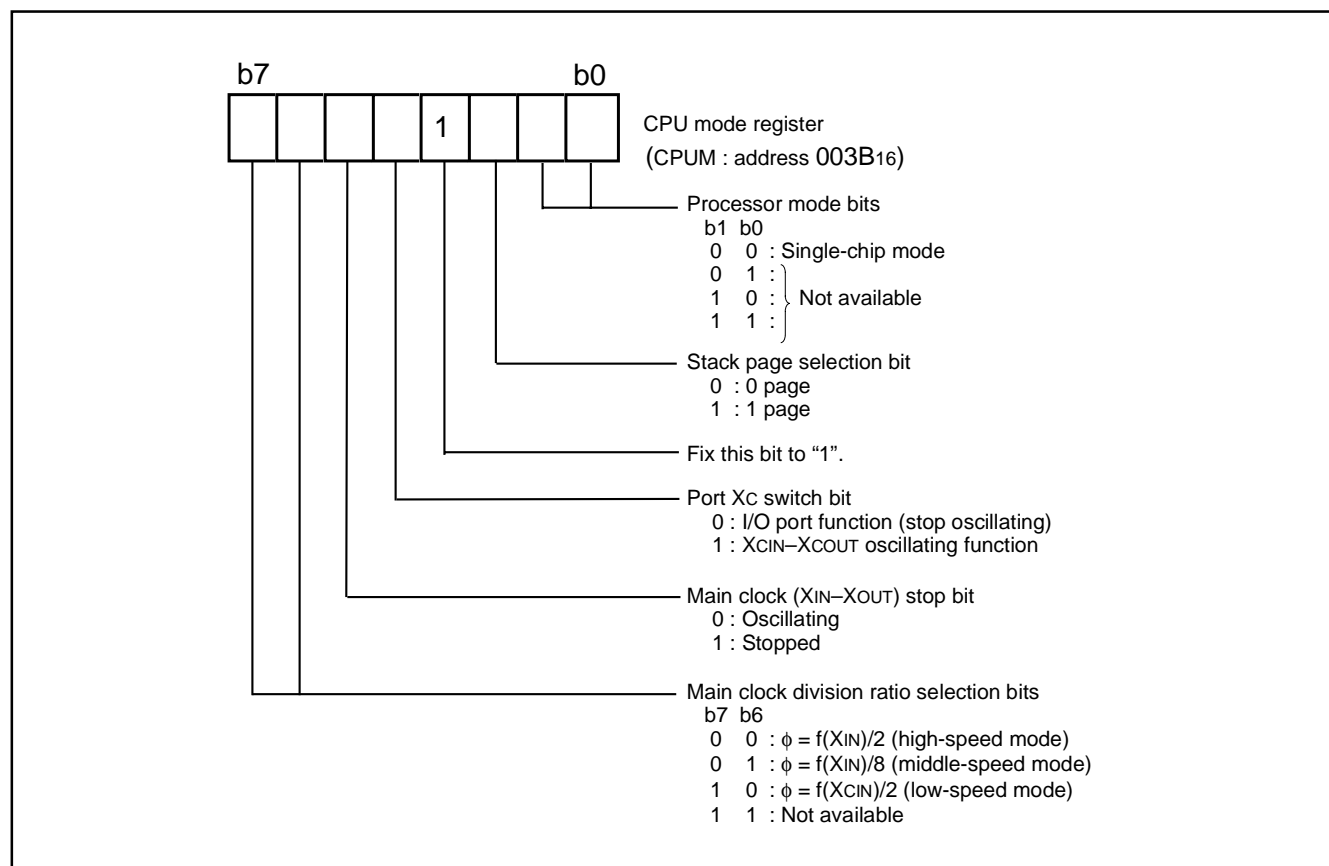 b7 b0
1
CPU mode register
(CPUM : address 003B16)
Processor mode bits
b1 b0
0 0 : Single-chip mode
0 1 :
1 0 : Not available
1 1 :
Stack page selection bit
0 : 0 page
1 : 1 page
Fix this bit to “1”.
Port XC switch bit
0 : I/O port function (stop oscillating)
1 : XCIN–XCOUT oscillating function
Main clock (XIN–XOUT) stop bit
0 : Oscillating
1 : Stopped
Main clock division ratio selection bits
b7 b6
0 0 : ϕ = f(XIN)/2 (high-speed mode)
0 1 : ϕ = f(XIN)/8 (middle-speed mode)
1 0 : ϕ = f(XCIN)/2 (low-speed mode)
1 1 : Not available